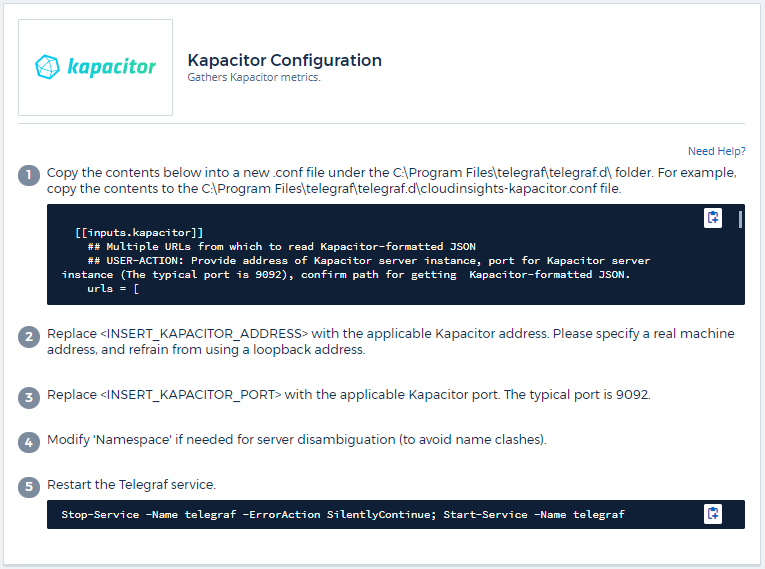 kapacitor
Kapacitor Configuration
Gathers Kapacitor metrics.
Need Help?
1 Copy the contents below into a new .conf file under the C:\Program Files\telegraf\telegraf.d\ folder. For example,
copy the contents to the C:\Program Files\telegraf\telegraf.d\cloudinsights-kapacitor.conf file.
[[inputs.kapacitor]]
## Multiple URLs from which to read Kapacitor-formatted JSON
## USER-ACTION: Provide address of Kapacitor server instance, port for Kapacitor server
instance (The typical port is 9092), confirm path for getting  Kapacitor-formatted JSON.
urls = [
2 Replace <INSERT_KAPACITOR_ADDRESS> with the applicable Kapacitor address. Please specify a real machine
address, and refrain from using a loopback address.
3 Replace <INSERT_KAPACITOR_PORT> with the applicable Kapacitor port. The typical port is 9092.
4 Modify 'Namespace' if needed for server disambiguation (to avoid name clashes).
5 Restart the Telegraf service.
Stop-Service -Name telegraf -ErrorAction SilentlyContinue; Start-Service -Name telegraf